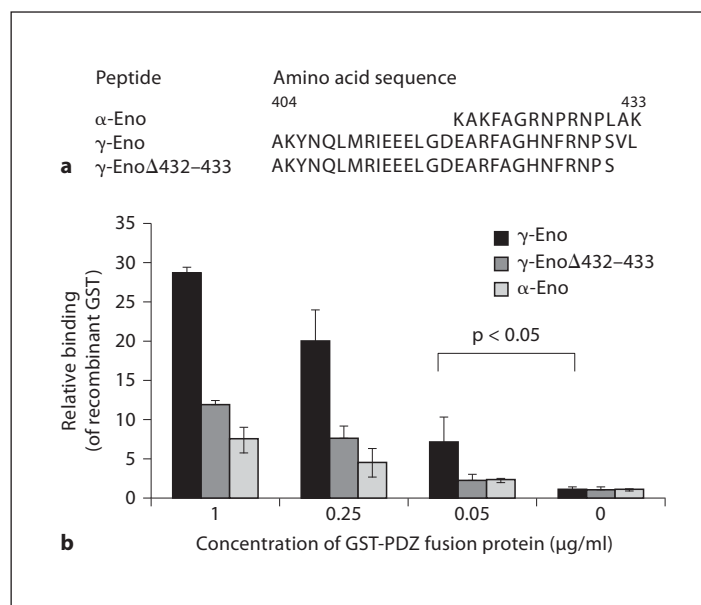 Peptide Amino acid sequence
404 433
α-Eno KAKFAGRNPRNPLAK
γ-Eno AKYNQLMRIEEELGDEARFAGHNFRNPSVL
a γ-EnoΔ432–433 AKYNQLMRIEEELGDEARFAGHNFRNPS
35
30
25
20
15
10
5
0
Relative binding
(of recombinant GST)
γ-Eno
γ-EnoΔ432–433
α-Eno
p < 0.05
1 0.25 0.05 0
b Concentration of GST-PDZ fusion protein (μg/ml)